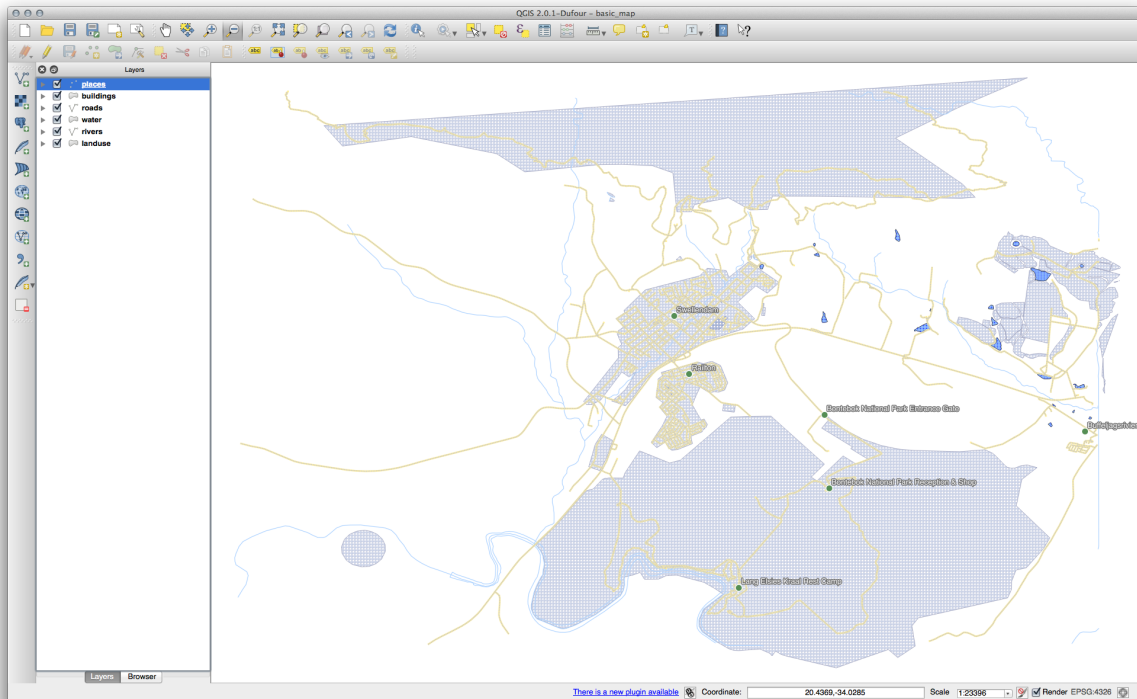 QGIS 2.0.1-Dufour - basic_map
Layers
places
buildings
roads
water
rivers
landuse
Swellendam
Railton
Bontebok National Park Entrance Gate
Buffeljagsrivier
Bontebok National Park Reception & Shop
Lang Elsies Kraal Rest Camp
Layers
Browser
There is a new plugin available
Coordinate:
20.4369,-34.0285
Scale
1:23396
Render
EPSG:4326